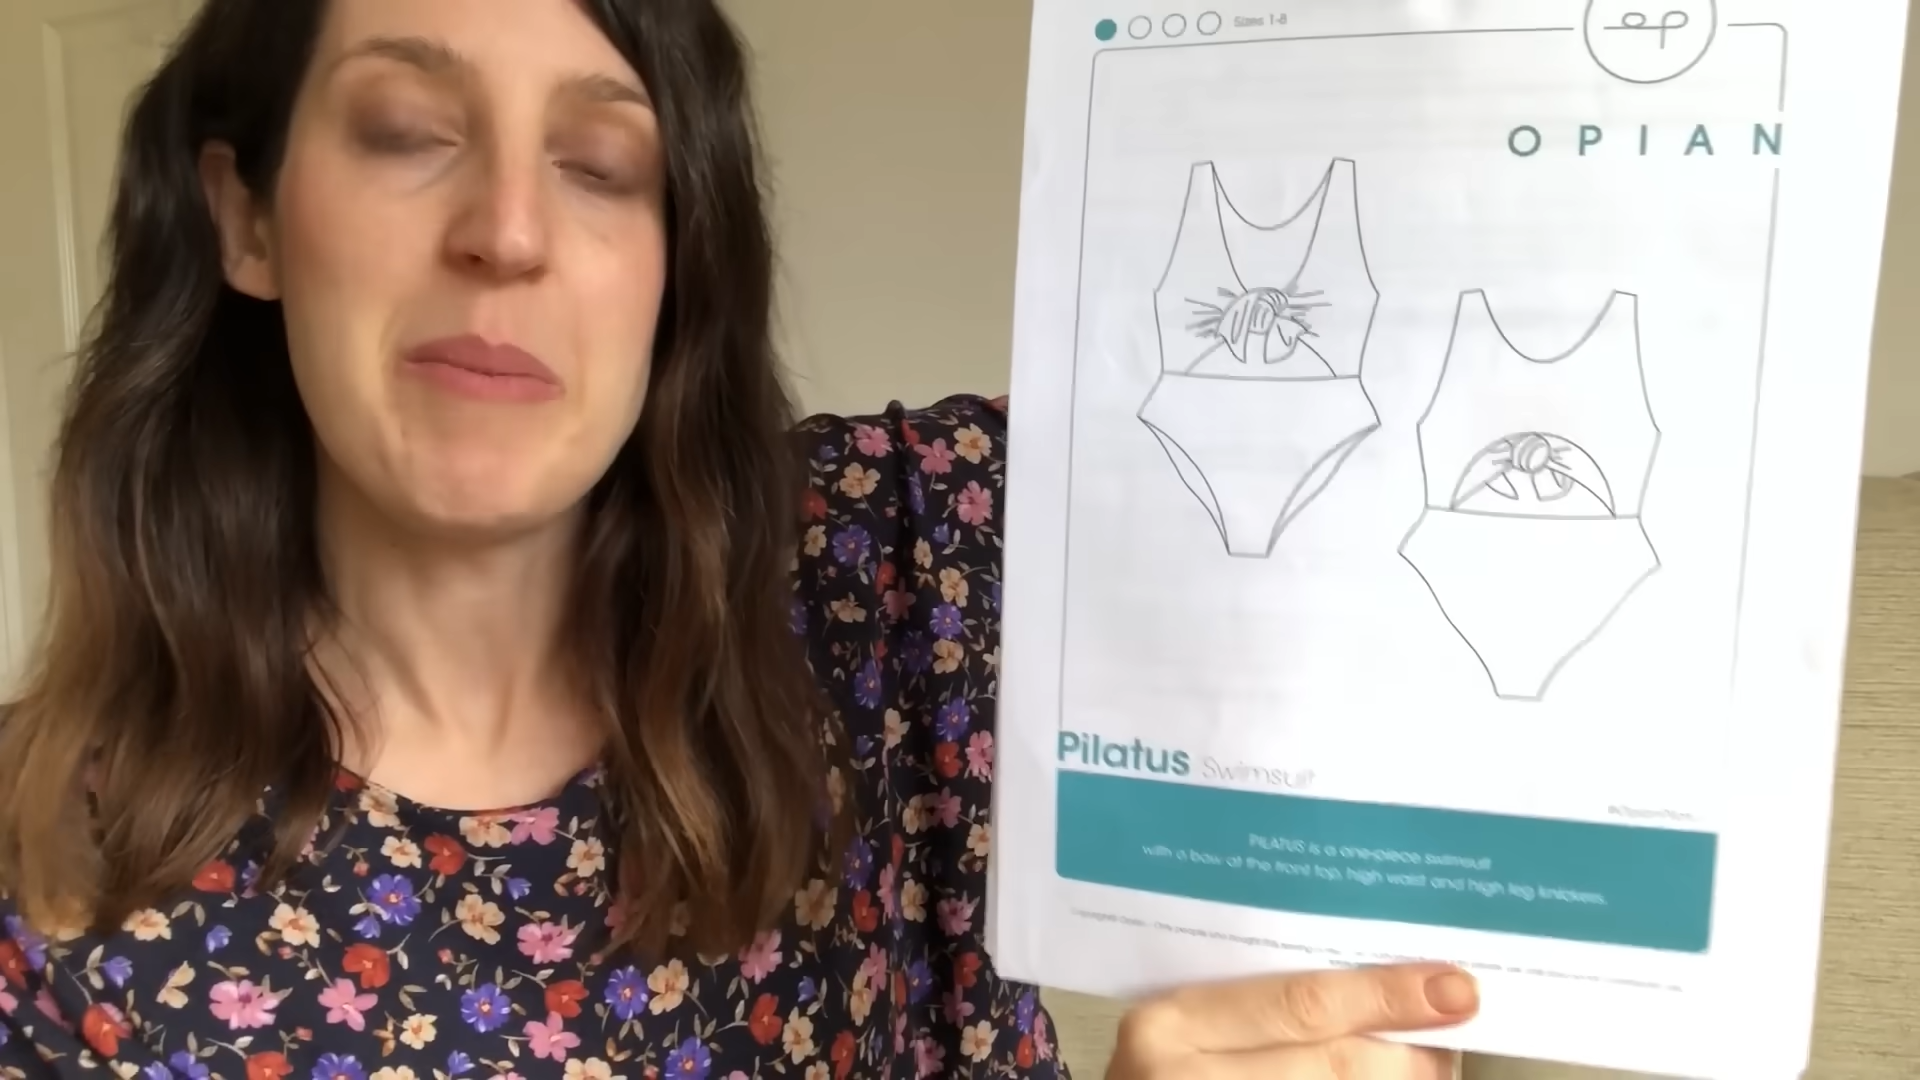 Sizes 1-8
op
OPIAN
Pilatus Swimsuit
PILATUS is a one-piece swimsuit
with a bow at the front top, high waist and high leg knickers.